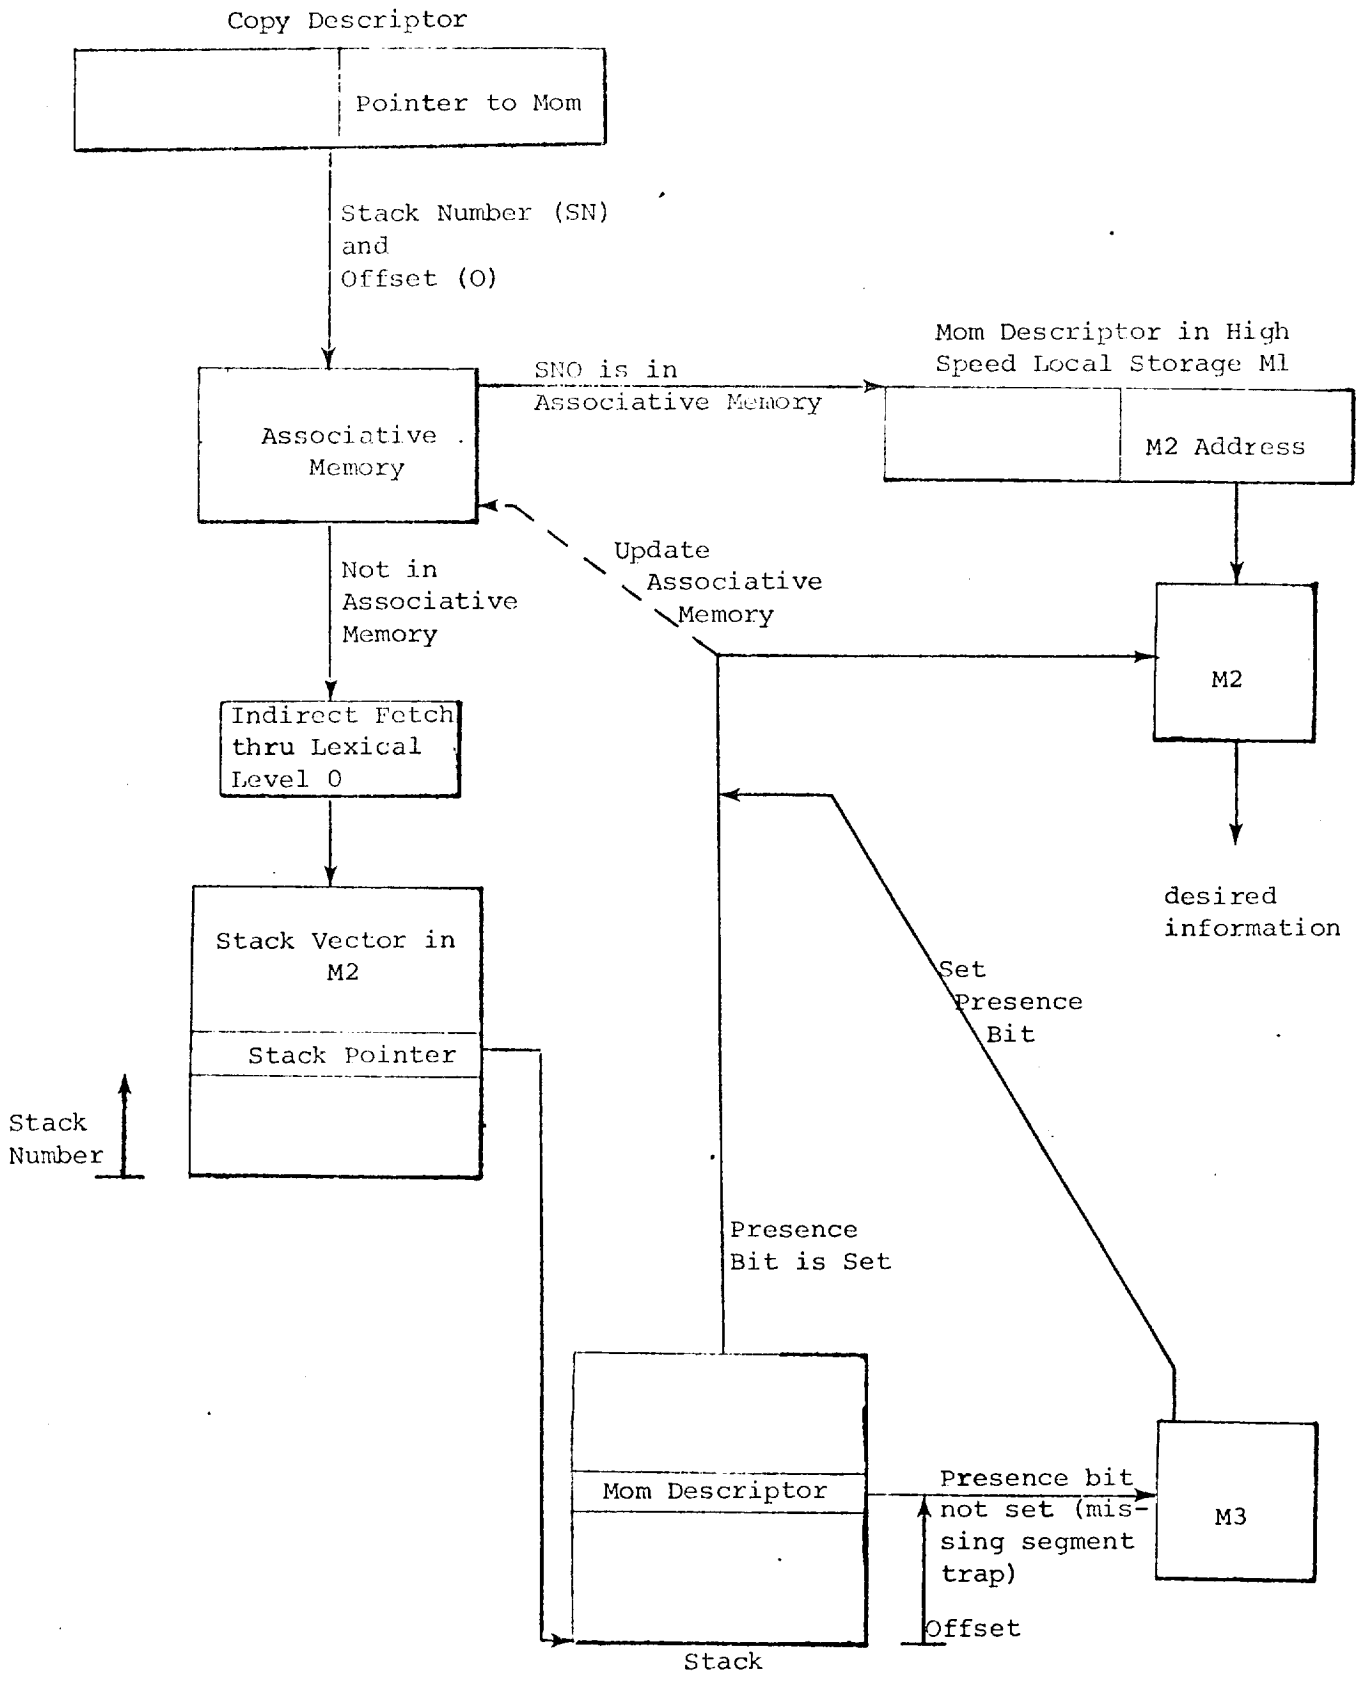 Copy Descriptor
Pointer to Mom
Stack Number (SN)
and
Offset (O)
Mom Descriptor in High
Speed Local Storage M1
SNO is in
Associative Memory
M2 Address
Associative
Memory
Update
Associative
Memory
Not in
Associative
Memory
M2
Indirect Fetch
thru Lexical
Level 0
desired
information
Stack Vector in
M2
Stack Pointer
Set
Presence
Bit
Stack
Number
Presence
Bit is Set
Mom Descriptor
Presence bit
not set (mis-
sing segment
trap)
M3
Offset
Stack